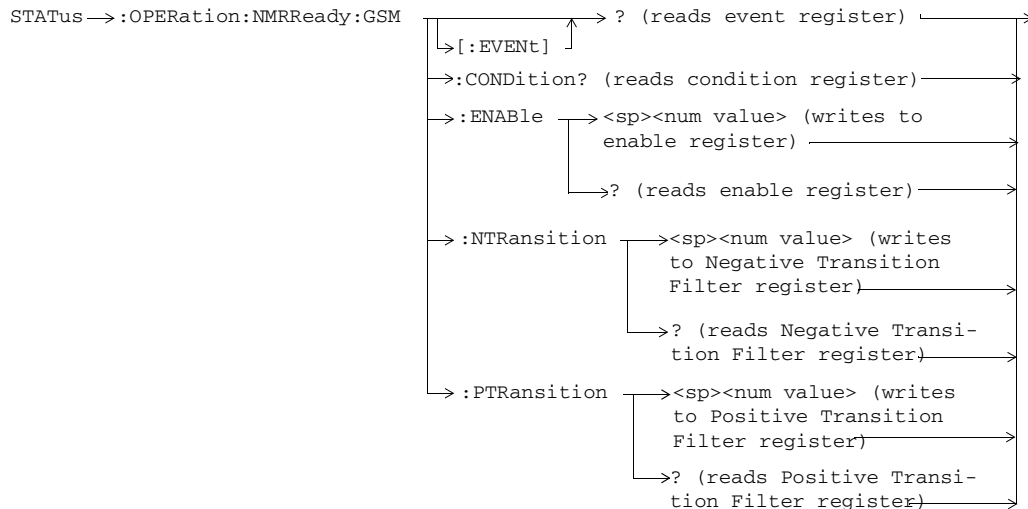 STATus :OPERation:NMRReady:GSM ? (reads event register)
[:EVENt]
:CONDition? (reads condition register)
:ENABle <sp><num value> (writes to
enable register)
? (reads enable register)
:NTRansition <sp><num value> (writes
to Negative Transition
Filter register)
? (reads Negative Transi-
tion Filter register)
:PTRansition <sp><num value> (writes
to Positive Transition
Filter register)
? (reads Positive Transi-
tion Filter register)